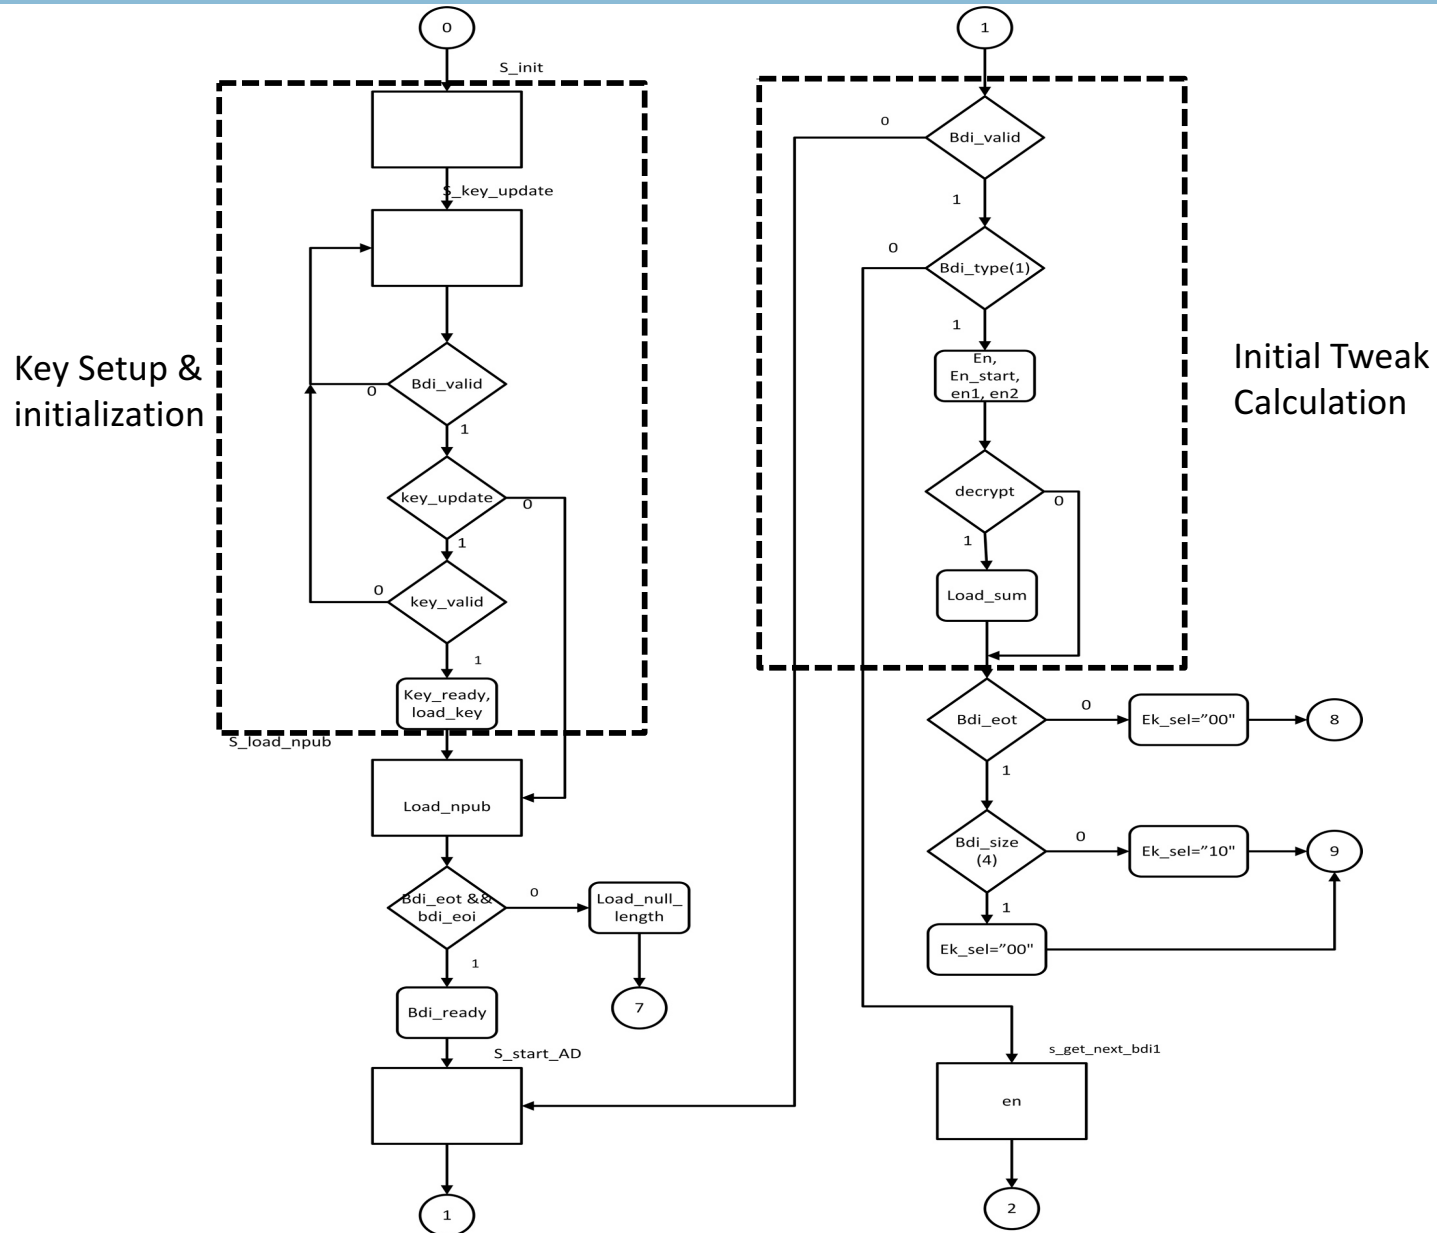 0
S_init
S_key_update
Key Setup &
initialization
Bdi_valid
0
1
key_update
0
1
key_valid
0
1
Key_ready,
load_key
S_load_npub
Load_npub
Bdi_eot &&
bdi_eoi
0
Load_null_
length
7
1
Bdi_ready
S_start_AD
1
1
Bdi_valid
0
1
Bdi_type(1)
0
1
En,
En_start,
en1, en2
Initial Tweak
Calculation
decrypt
0
1
Load_sum
Bdi_eot
0
Ek_sel=”00"
8
1
Bdi_size
(4)
0
Ek_sel=”10"
9
1
Ek_sel=”00"
s_get_next_bdi1
en
2